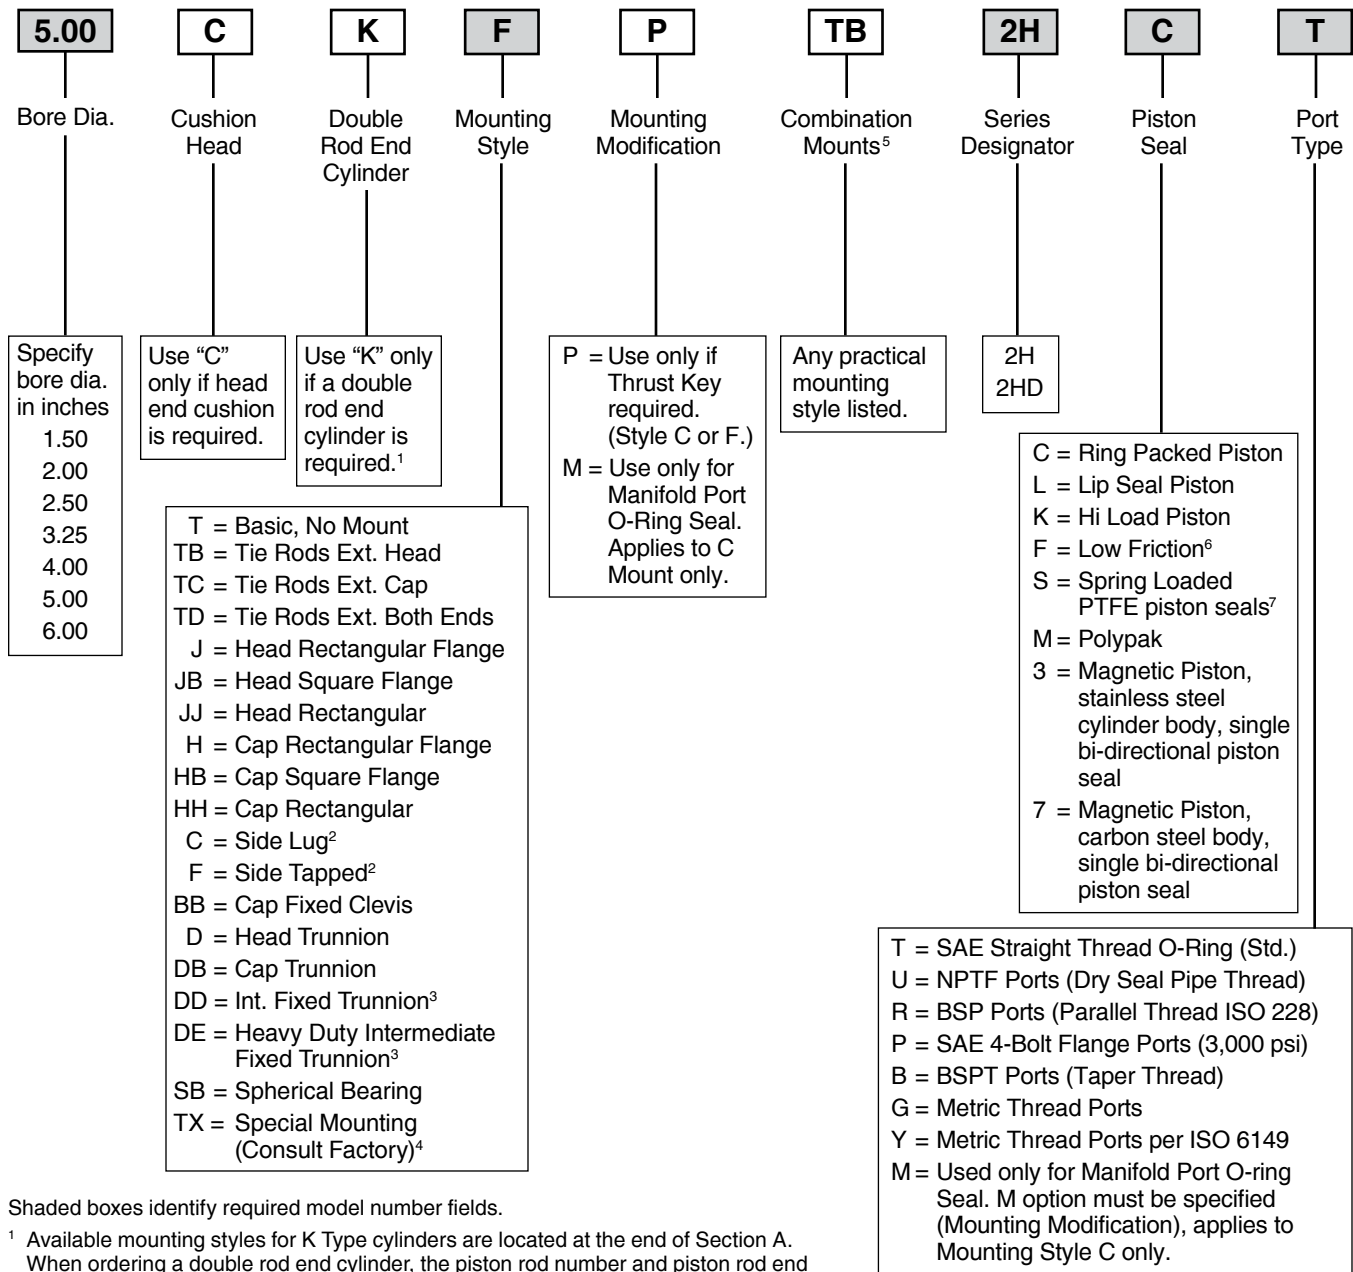 5.00 C K F P TB 2H C T
Bore Dia.
Cushion
Head
Double
Rod End
Cylinder
Mounting
Style
Mounting
Modification
Combination
Mounts⁵
Series
Designator
Piston
Seal
Port
Type
Specify
bore dia.
in inches
1.50
2.00
2.50
3.25
4.00
5.00
6.00
Use “C”
only if head
end cushion
is required.
Use “K” only
if a double
rod end
cylinder is
required.¹
T = Basic, No Mount
TB = Tie Rods Ext. Head
TC = Tie Rods Ext. Cap
TD = Tie Rods Ext. Both Ends
J = Head Rectangular Flange
JB = Head Square Flange
JJ = Head Rectangular
H = Cap Rectangular Flange
HB = Cap Square Flange
HH = Cap Rectangular
C = Side Lug²
F = Side Tapped²
BB = Cap Fixed Clevis
D = Head Trunnion
DB = Cap Trunnion
DD = Int. Fixed Trunnion³
DE = Heavy Duty Intermediate
Fixed Trunnion³
SB = Spherical Bearing
TX = Special Mounting
(Consult Factory)⁴
P = Use only if
Thrust Key
required.
(Style C or F.)
M = Use only for
Manifold Port
O-Ring Seal.
Applies to C
Mount only.
Any practical
mounting
style listed.
2H
2HD
C = Ring Packed Piston
L = Lip Seal Piston
K = Hi Load Piston
F = Low Friction⁶
S = Spring Loaded
PTFE piston seals⁷
M = Polypak
3 = Magnetic Piston,
stainless steel
cylinder body, single
bi-directional piston
seal
7 = Magnetic Piston,
carbon steel body,
single bi-directional
piston seal
T = SAE Straight Thread O-Ring (Std.)
U = NPTF Ports (Dry Seal Pipe Thread)
R = BSP Ports (Parallel Thread ISO 228)
P = SAE 4-Bolt Flange Ports (3,000 psi)
B = BSPT Ports (Taper Thread)
G = Metric Thread Ports
Y = Metric Thread Ports per ISO 6149
M = Used only for Manifold Port O-ring
Seal. M option must be specified
(Mounting Modification), applies to
Mounting Style C only.
Shaded boxes identify required model number fields.
¹ Available mounting styles for K Type cylinders are located at the end of Section A.
When ordering a double rod end cylinder, the piston rod number and piston rod end